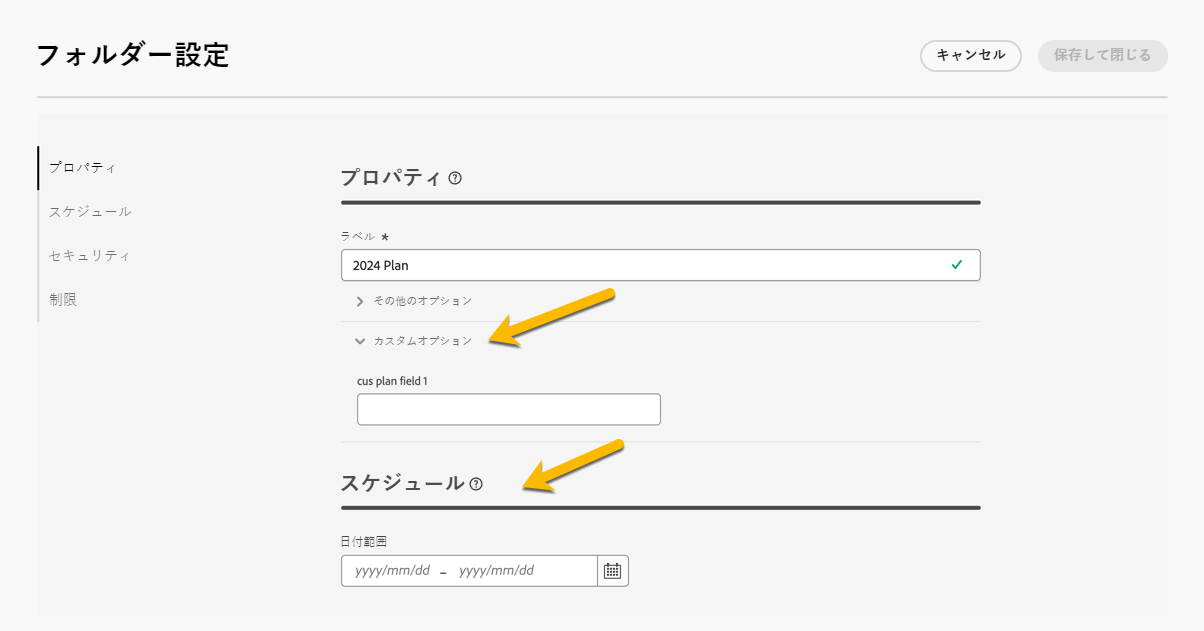 フォルダー設定
キャンセル
保存して閉じる
プロパティ
スケジュール
セキュリティ
制限
プロパティ
ラベル *
2024 Plan
その他のオプション
カスタムオプション
cus plan field 1
スケジュール
日付範囲
yyyy/mm/dd – yyyy/mm/dd